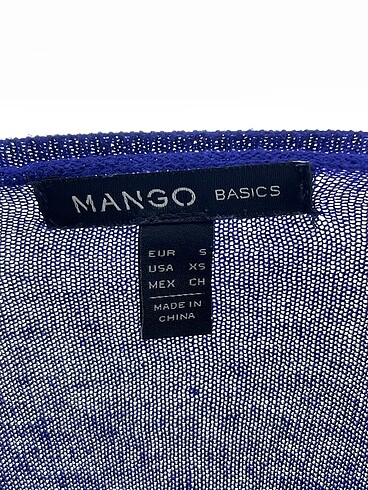 MANGO BASICS
EUR S
USA XS
MEX CH
MADE IN
CHINA